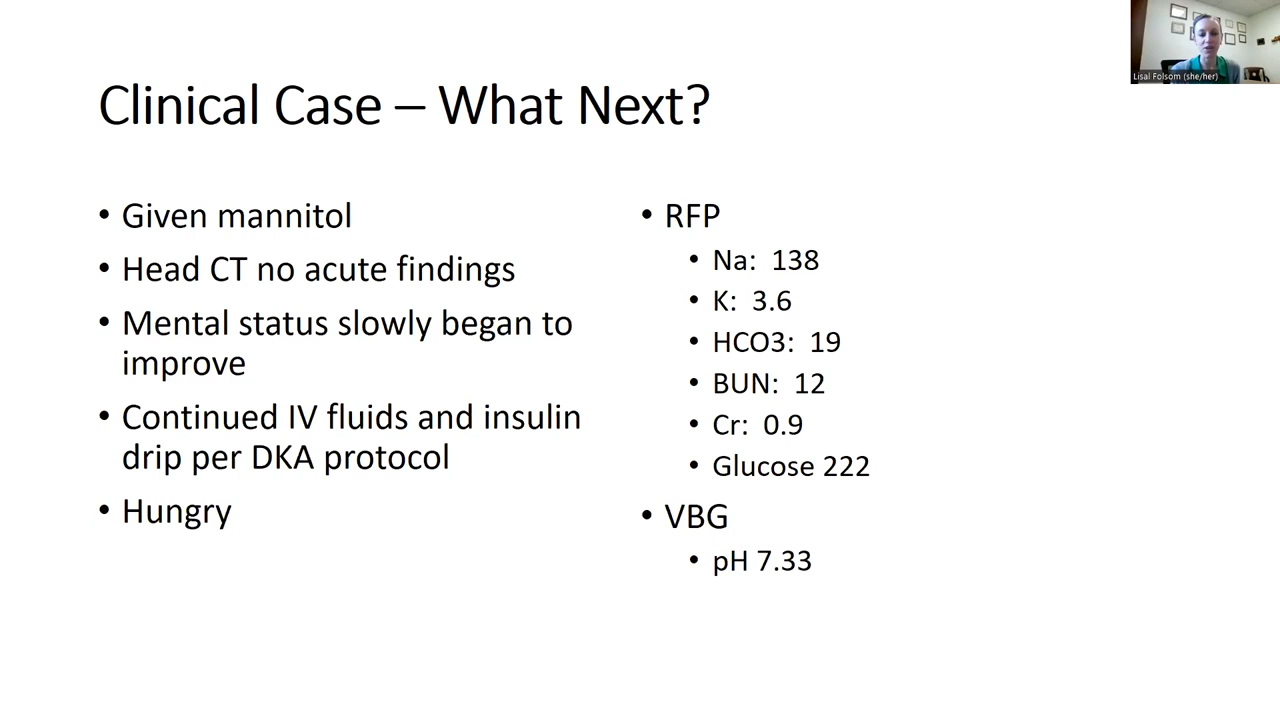 Lisal Folsom (she/her)
Clinical Case – What Next?
• Given mannitol
• Head CT no acute findings
• Mental status slowly began to
improve
• Continued IV fluids and insulin
drip per DKA protocol
• Hungry
• RFP
• Na: 138
• K: 3.6
• HCO3: 19
• BUN: 12
• Cr: 0.9
• Glucose 222
• VBG
• pH 7.33